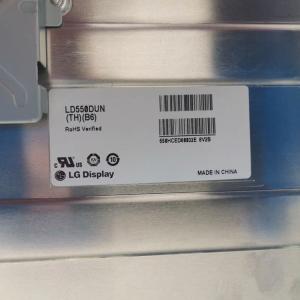 LD550DUN
(TH)(B6)
RoHS Verified
LG Display
MADE IN CHINA